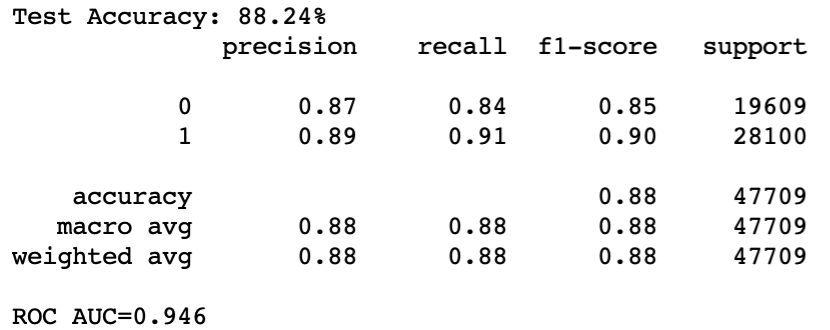 Test Accuracy: 88.24%
precision recall f1-score support
0 0.87 0.84 0.85 19609
1 0.89 0.91 0.90 28100
accuracy 0.88 47709
macro avg 0.88 0.88 0.88 47709
weighted avg 0.88 0.88 0.88 47709
ROC AUC=0.946